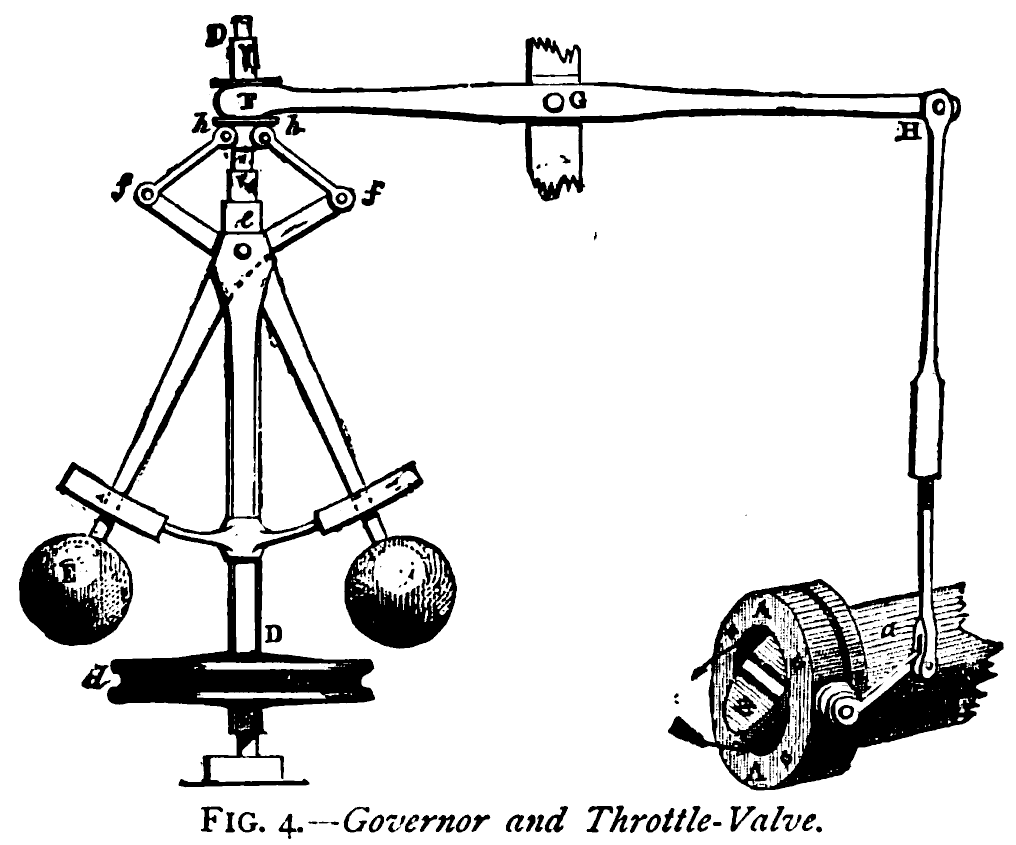 D
F
G
H
h
h
f
f
e
E
D
d
a
A
Z
A
FIG. 4.—Governor and Throttle-Valve.